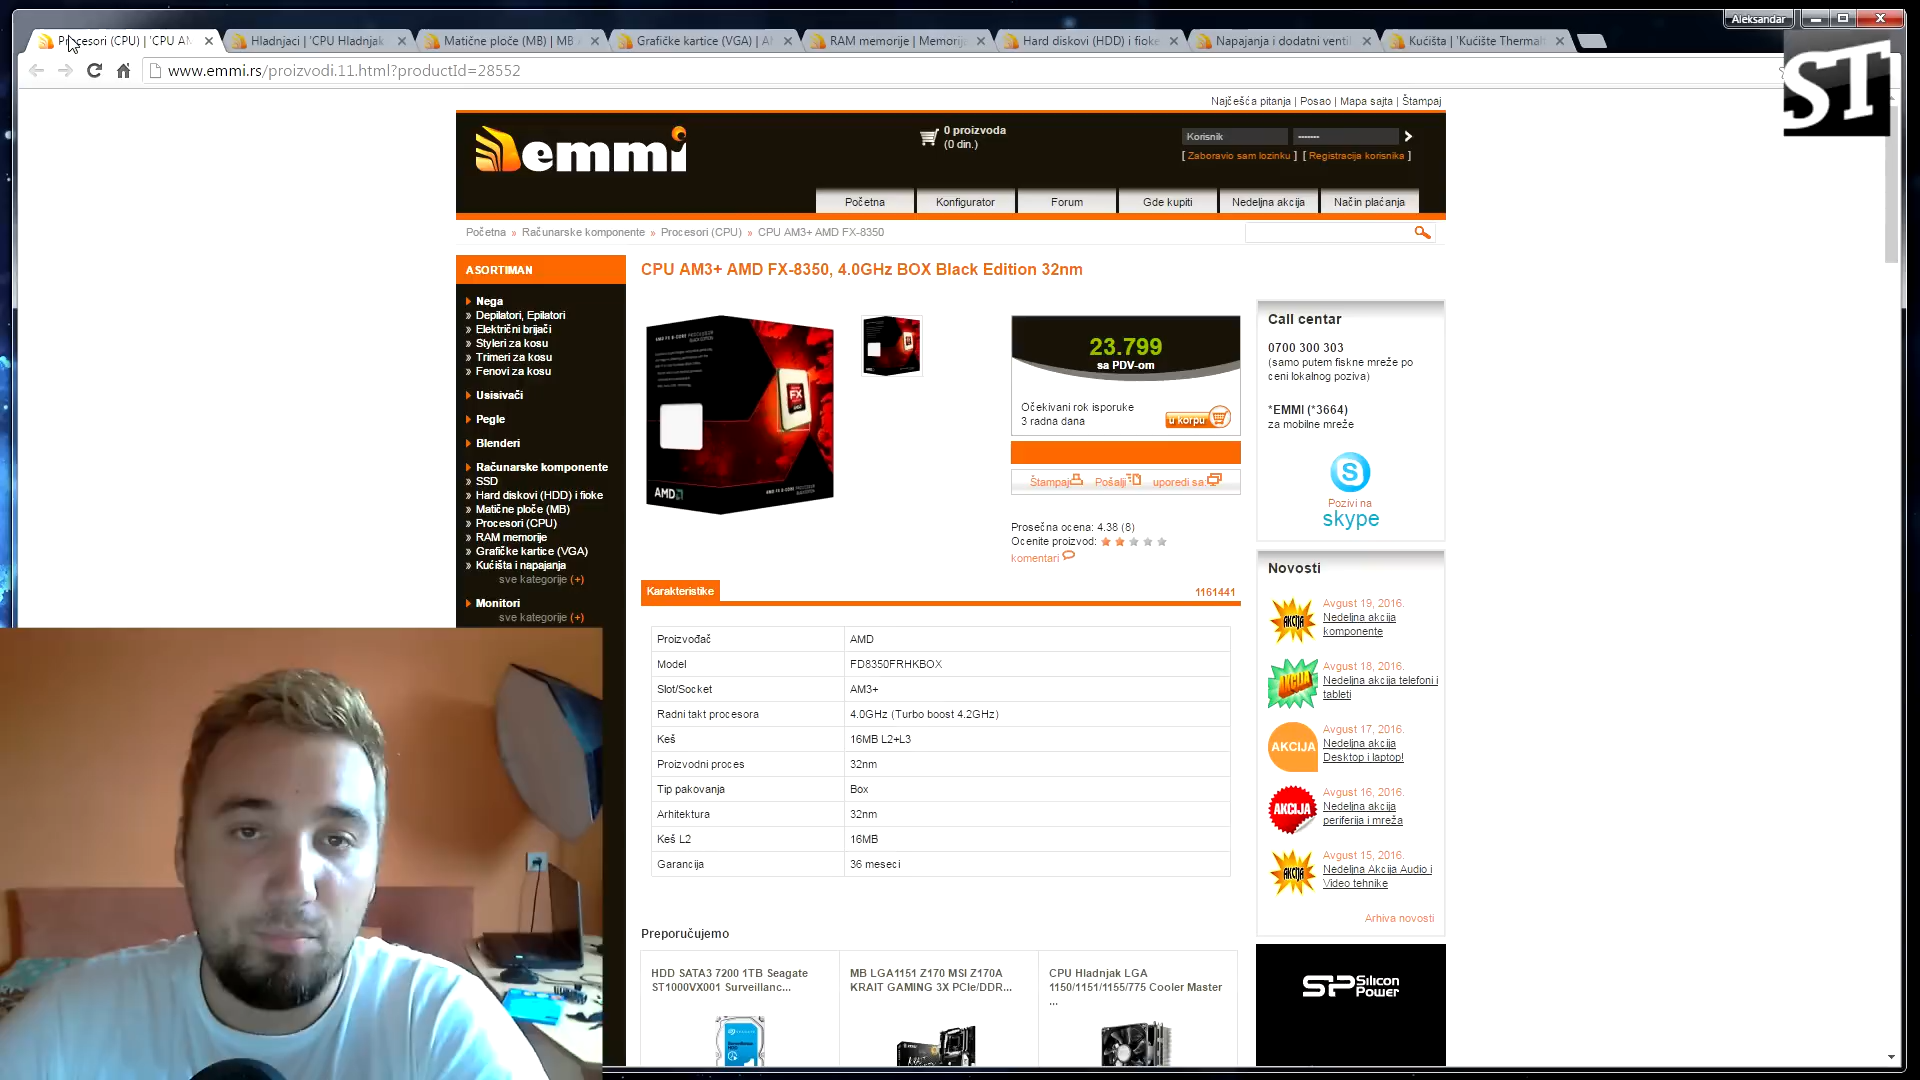 Aleksandar
Procesori (CPU) | 'CPU AM
Hladnjaci | 'CPU Hladnjak
Matične ploče (MB) | MB
Grafičke kartice (VGA) | A
RAM memorije | Memorija
Hard diskovi (HDD) i fioke
Napajanja i dodatni ventil
Kućišta | 'Kućište Thermalt
www.emmi.rs/proizvodi.11.html?productId=28552
ST
Najčešća pitanja | Posao | Mapa sajta | Štampaj
emmi
0 proizvoda
(0 din.)
Korisnik
-------
[ Zaboravio sam lozinku ] [ Registracija korisnika ]
Početna
Konfigurator
Forum
Gde kupiti
Nedeljna akcija
Način plaćanja
Početna » Računarske komponente » Procesori (CPU) » CPU AM3+ AMD FX-8350
ASORTIMAN
Nega
» Depilatori, Epilatori
» Električni brijači
» Styleri za kosu
» Trimeri za kosu
» Fenovi za kosu
Usisivači
Pegle
Blenderi
Računarske komponente
» SSD
» Hard diskovi (HDD) i fioke
» Matične ploče (MB)
» Procesori (CPU)
» RAM memorije
» Grafičke kartice (VGA)
» Kućišta i napajanja
sve kategorije (+)
Monitori
sve kategorije (+)
CPU AM3+ AMD FX-8350, 4.0GHz BOX Black Edition 32nm
AMD
FX
23.799
sa PDV-om
Očekivani rok isporuke
3 radna dana
u korpu
Štampaj
Pošalji
uporedi sa
Prosečna ocena: 4.38 (8)
Ocenite proizvod:
komentari
Karakteristike
1161441
Proizvođač AMD
Model FD8350FRHKBOX
Slot/Socket AM3+
Radni takt procesora 4.0GHz (Turbo boost 4.2GHz)
Keš 16MB L2+L3
Proizvodni proces 32nm
Tip pakovanja Box
Arhitektura 32nm
Keš L2 16MB
Garancija 36 meseci
Preporučujemo
HDD SATA3 7200 1TB Seagate
ST1000VX001 Surveillanc...
MB LGA1151 Z170 MSI Z170A
KRAIT GAMING 3X PCIe/DDR...
CPU Hladnjak LGA
1150/1151/1155/775 Cooler Master
...
Call centar
0700 300 303
(samo putem fiskne mreže po
ceni lokalnog poziva)
*EMMI (*3664)
za mobilne mreže
Pozivi na
skype
Novosti
AKCIJA
Avgust 19, 2016.
Nedeljna akcija
komponente
AKCIJA
Avgust 18, 2016.
Nedeljna akcija telefoni i
tableti
AKCIJA
Avgust 17, 2016.
Nedeljna akcija
Desktop i laptop!
AKCIJA
Avgust 16, 2016.
Nedeljna akcija
periferija i mreža
AKCIJA
Avgust 15, 2016.
Nedeljna Akcija Audio i
Video tehnike
Arhiva novosti
SP Silicon
Power